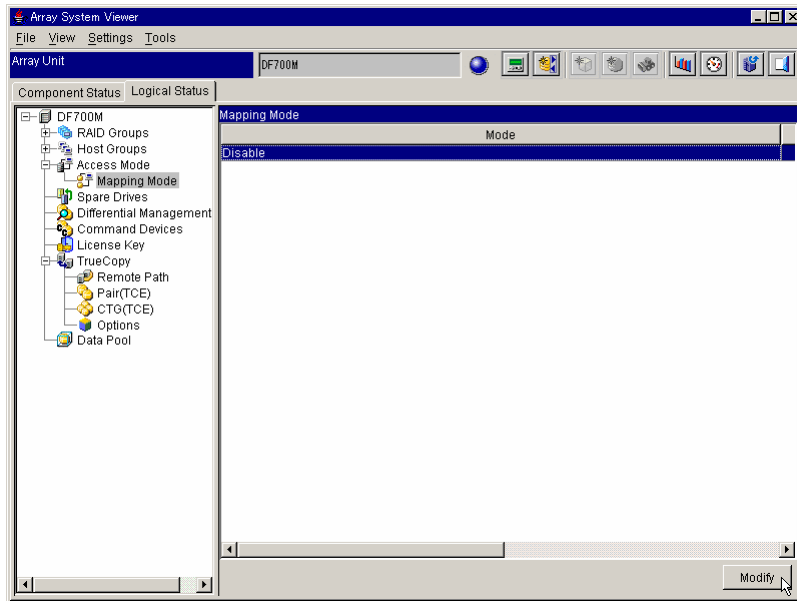 Array System Viewer
File View Settings Tools
Array Unit
DF700M
Component Status Logical Status
DF700M
RAID Groups
Host Groups
Access Mode
Mapping Mode
Spare Drives
Differential Management
Command Devices
License Key
TrueCopy
Remote Path
Pair(TCE)
CTG(TCE)
Options
Data Pool
Mapping Mode
Mode
Disable
Modify